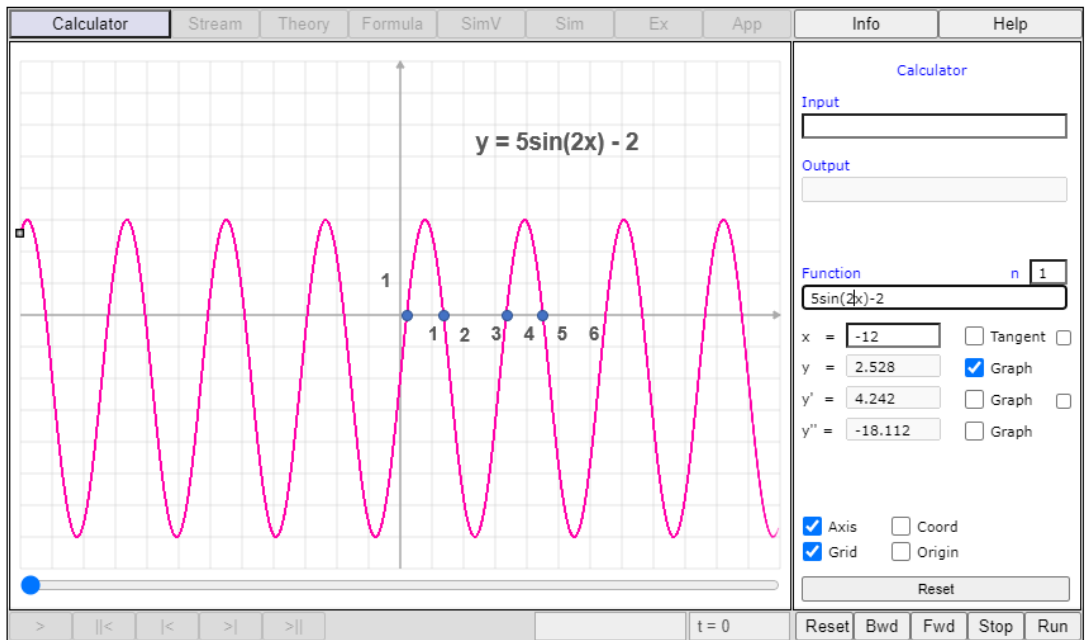 Calculator Stream Theory Formula SimV Sim Ex App Info Help
Calculator
Input
y = 5sin(2x) - 2
Output
Function n 1
1
5sin(2x)-2
1 2 3 4 5 6
x = -12 Tangent
y = 2.528 Graph
y' = 4.242 Graph
y'' = -18.112 Graph
Axis Coord
Grid Origin
Reset
> ||< |< >| >|| t = 0 Reset Bwd Fwd Stop Run